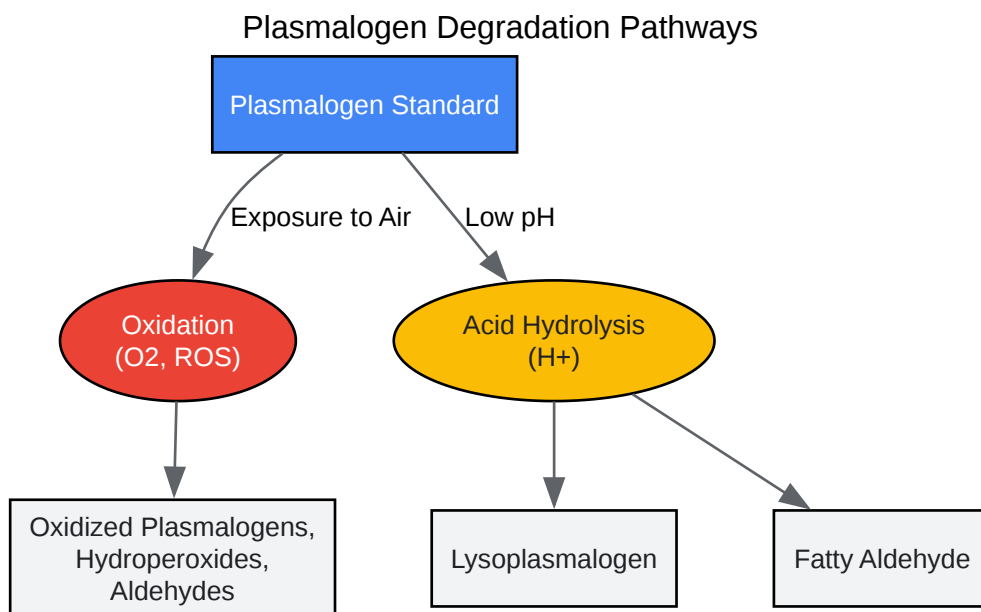 Plasmalogen Degradation Pathways
Plasmalogen Standard
Exposure to Air
Low pH
Oxidation
(O2, ROS)
Acid Hydrolysis
(H+)
Oxidized Plasmalogens,
Hydroperoxides,
Aldehydes
Lysoplasmalogen
Fatty Aldehyde